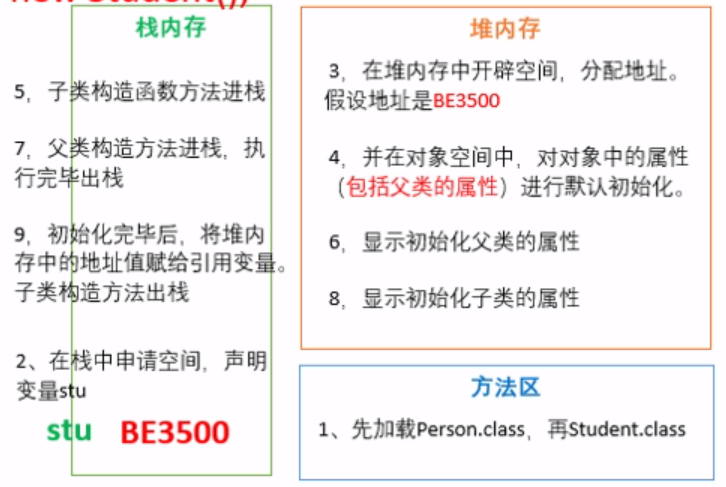 new Student();
栈内存
5，子类构造函数方法进栈
7，父类构造方法进栈，执
行完毕出栈
9，初始化完毕后，将堆内
存中的地址值赋给引用变量。
子类构造方法出栈
2、在栈中申请空间，声明
变量stu
stu BE3500
堆内存
3，在堆内存中开辟空间，分配地址。
假设地址是BE3500
4，并在对象空间中，对对象中的属性
（包括父类的属性）进行默认初始化。
6，显示初始化父类的属性
8，显示初始化子类的属性
方法区
1、先加载Person.class，再Student.class